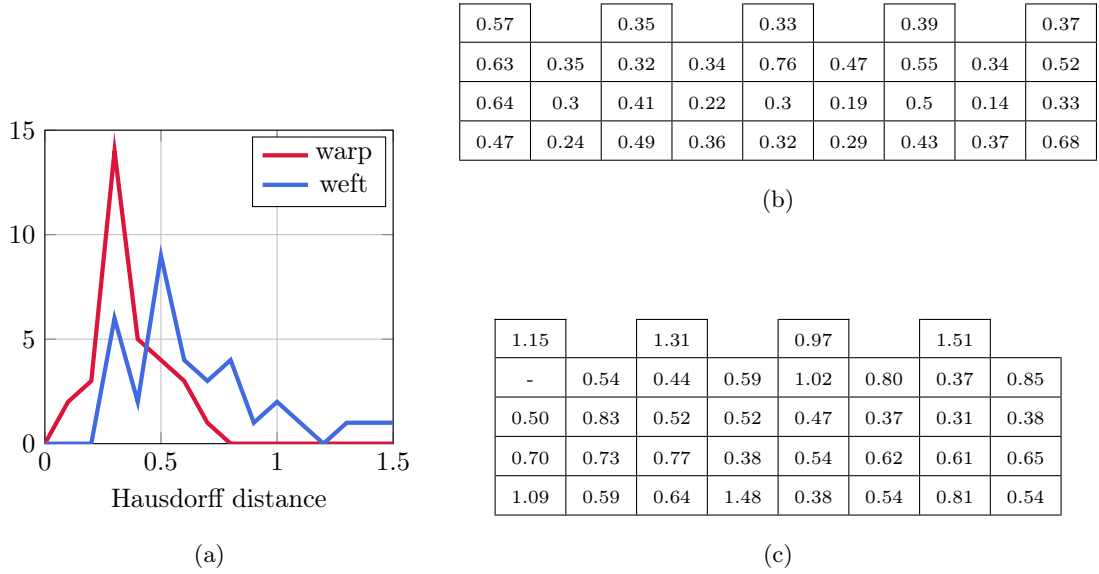 15
10
5
0
0
0.5
1
1.5
warp
weft
Hausdorff distance
(a)
0.57 0.35 0.33 0.39 0.37
0.63 0.35 0.32 0.34 0.76 0.47 0.55 0.34 0.52
0.64 0.3 0.41 0.22 0.3 0.19 0.5 0.14 0.33
0.47 0.24 0.49 0.36 0.32 0.29 0.43 0.37 0.68
(b)
1.15 1.31 0.97 1.51
- 0.54 0.44 0.59 1.02 0.80 0.37 0.85
0.50 0.83 0.52 0.52 0.47 0.37 0.31 0.38
0.70 0.73 0.77 0.38 0.54 0.62 0.61 0.65
1.09 0.59 0.64 1.48 0.38 0.54 0.81 0.54
(c)